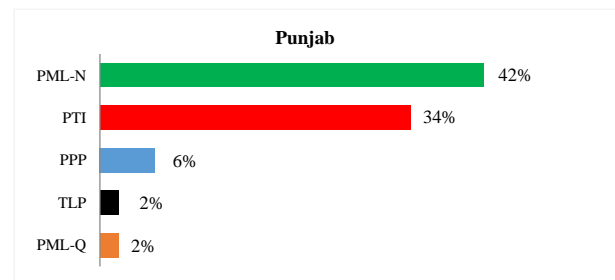 Punjab
PML-N 42%
PTI 34%
PPP 6%
TLP 2%
PML-Q 2%